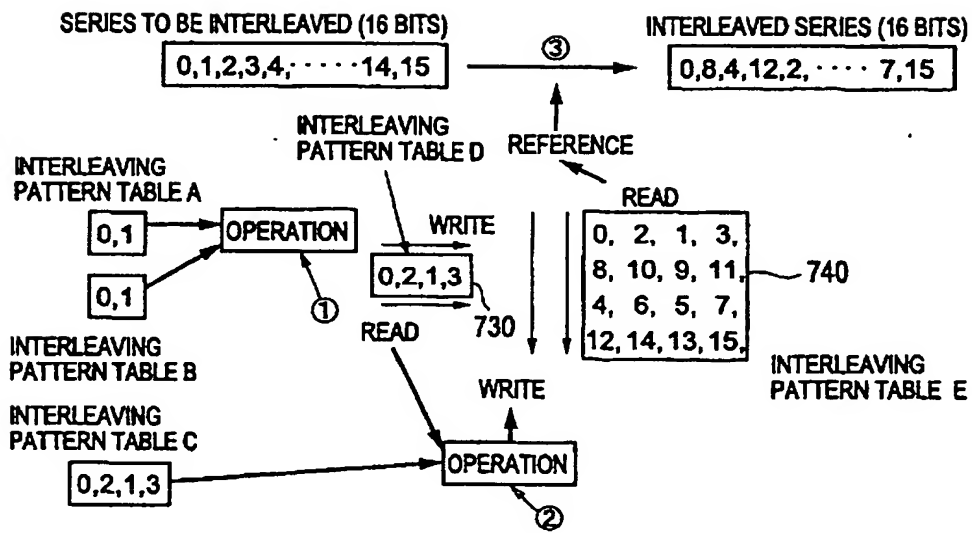 SERIES TO BE INTERLEAVED (16 BITS)
0,1,2,3,4,·····14,15
③
INTERLEAVED SERIES (16 BITS)
0,8,4,12,2,···· 7,15
INTERLEAVING
PATTERN TABLE D
REFERENCE
INTERLEAVING
PATTERN TABLE A
0,1
OPERATION
0,1
①
INTERLEAVING
PATTERN TABLE B
WRITE
0,2,1,3
730
READ
READ
0, 2, 1, 3,
8, 10, 9, 11,
4, 6, 5, 7,
12, 14, 13, 15,
740
INTERLEAVING
PATTERN TABLE E
WRITE
INTERLEAVING
PATTERN TABLE C
0,2,1,3
OPERATION
②